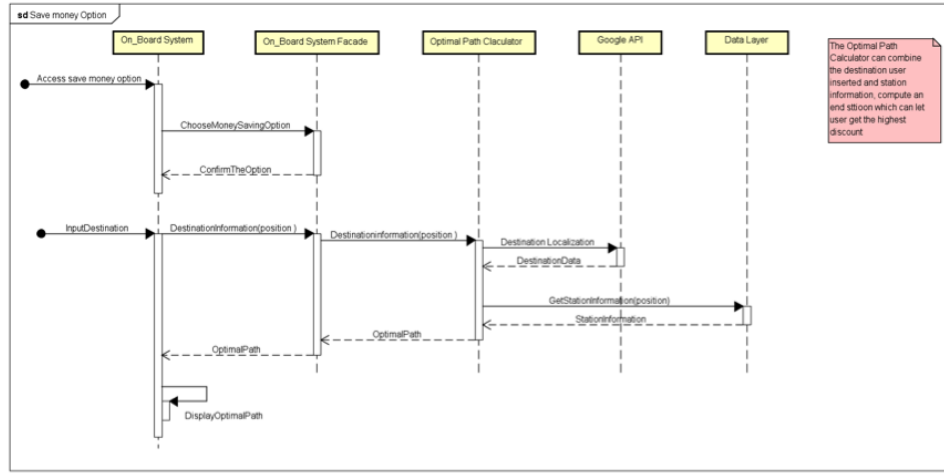 sd Save money Option
On_Board System
On_Board System Facade
Optimal Path Claculator
Google API
Data Layer
The Optimal Path
Calculator can combine
the destination user
inserted and station
information, compute an
end sttioon which can let
user get the highest
discount
Access save money option
ChooseMoneySavingOption
ConfirmTheOption
InputDestination
DestinationInformation(position )
Destinationinformation(position )
Destination Localization
DestinationData
GetStationInformation(position)
StationInformation
OptimalPath
OptimalPath
DisplayOptimalPath